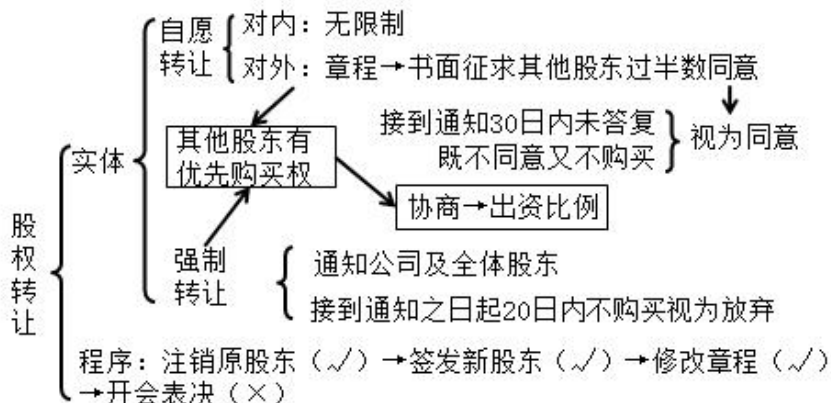 自愿
转让
对内：无限制
对外：章程→书面征求其他股东过半数同意
接到通知30日内未答复
既不同意又不购买
视为同意
其他股东有
优先购买权
实体
协商→出资比例
股权转让
强制
转让
通知公司及全体股东
接到通知之日起20日内不购买视为放弃
程序：注销原股东（√）→签发新股东（√）→修改章程（√）
→开会表决（×）